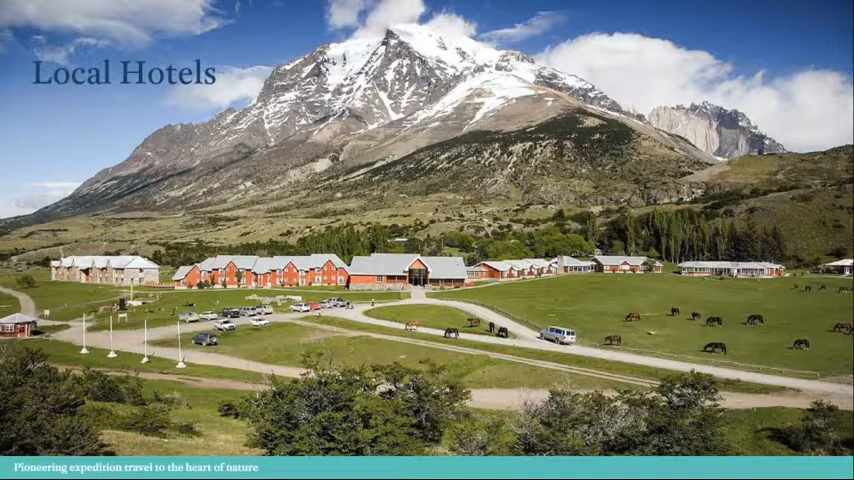 Local Hotels
Pioneering expedition travel to the heart of nature